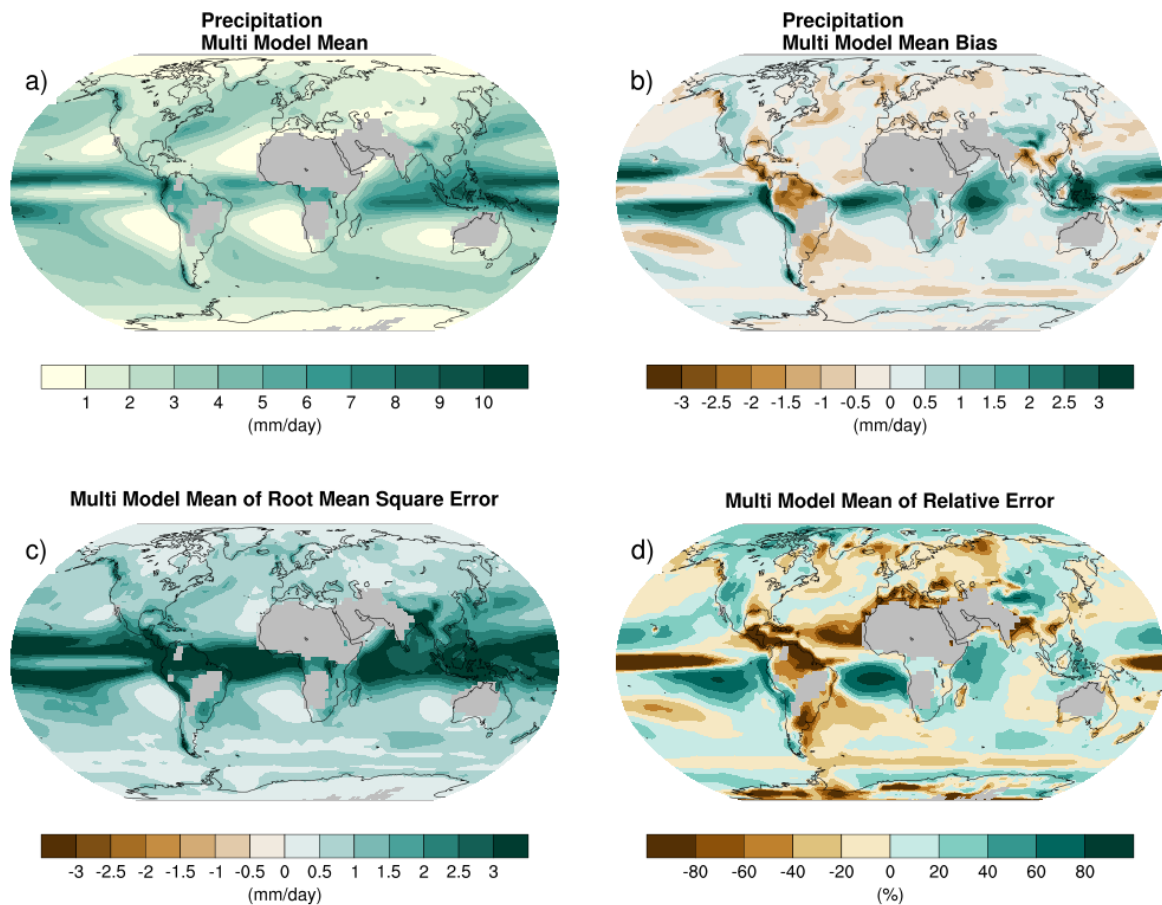 Precipitation
Multi Model Mean
a)
1 2 3 4 5 6 7 8 9 10
(mm/day)
Precipitation
Multi Model Mean Bias
b)
-3 -2.5 -2 -1.5 -1 -0.5 0 0.5 1 1.5 2 2.5 3
(mm/day)
Multi Model Mean of Root Mean Square Error
c)
-3 -2.5 -2 -1.5 -1 -0.5 0 0.5 1 1.5 2 2.5 3
(mm/day)
Multi Model Mean of Relative Error
d)
-80 -60 -40 -20 0 20 40 60 80
(%)